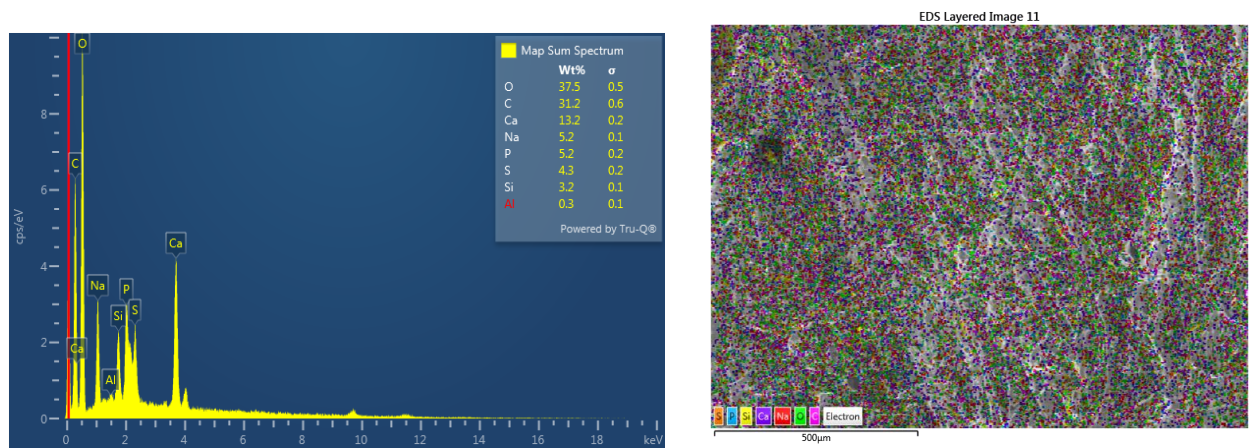 Map Sum Spectrum
Wt% σ
O 37.5 0.5
C 31.2 0.6
Ca 13.2 0.2
Na 5.2 0.1
P 5.2 0.2
S 4.3 0.2
Si 3.2 0.1
Al 0.3 0.1
Powered by Tru-Q®
O
C
Ca
Na
Al
Si
P
S
Ca
cps/eV
8
6
4
2
0
0 2 4 6 8 10 12 14 16 18 keV
EDS Layered Image 11
S P Si Ca Na O C Electron
500μm